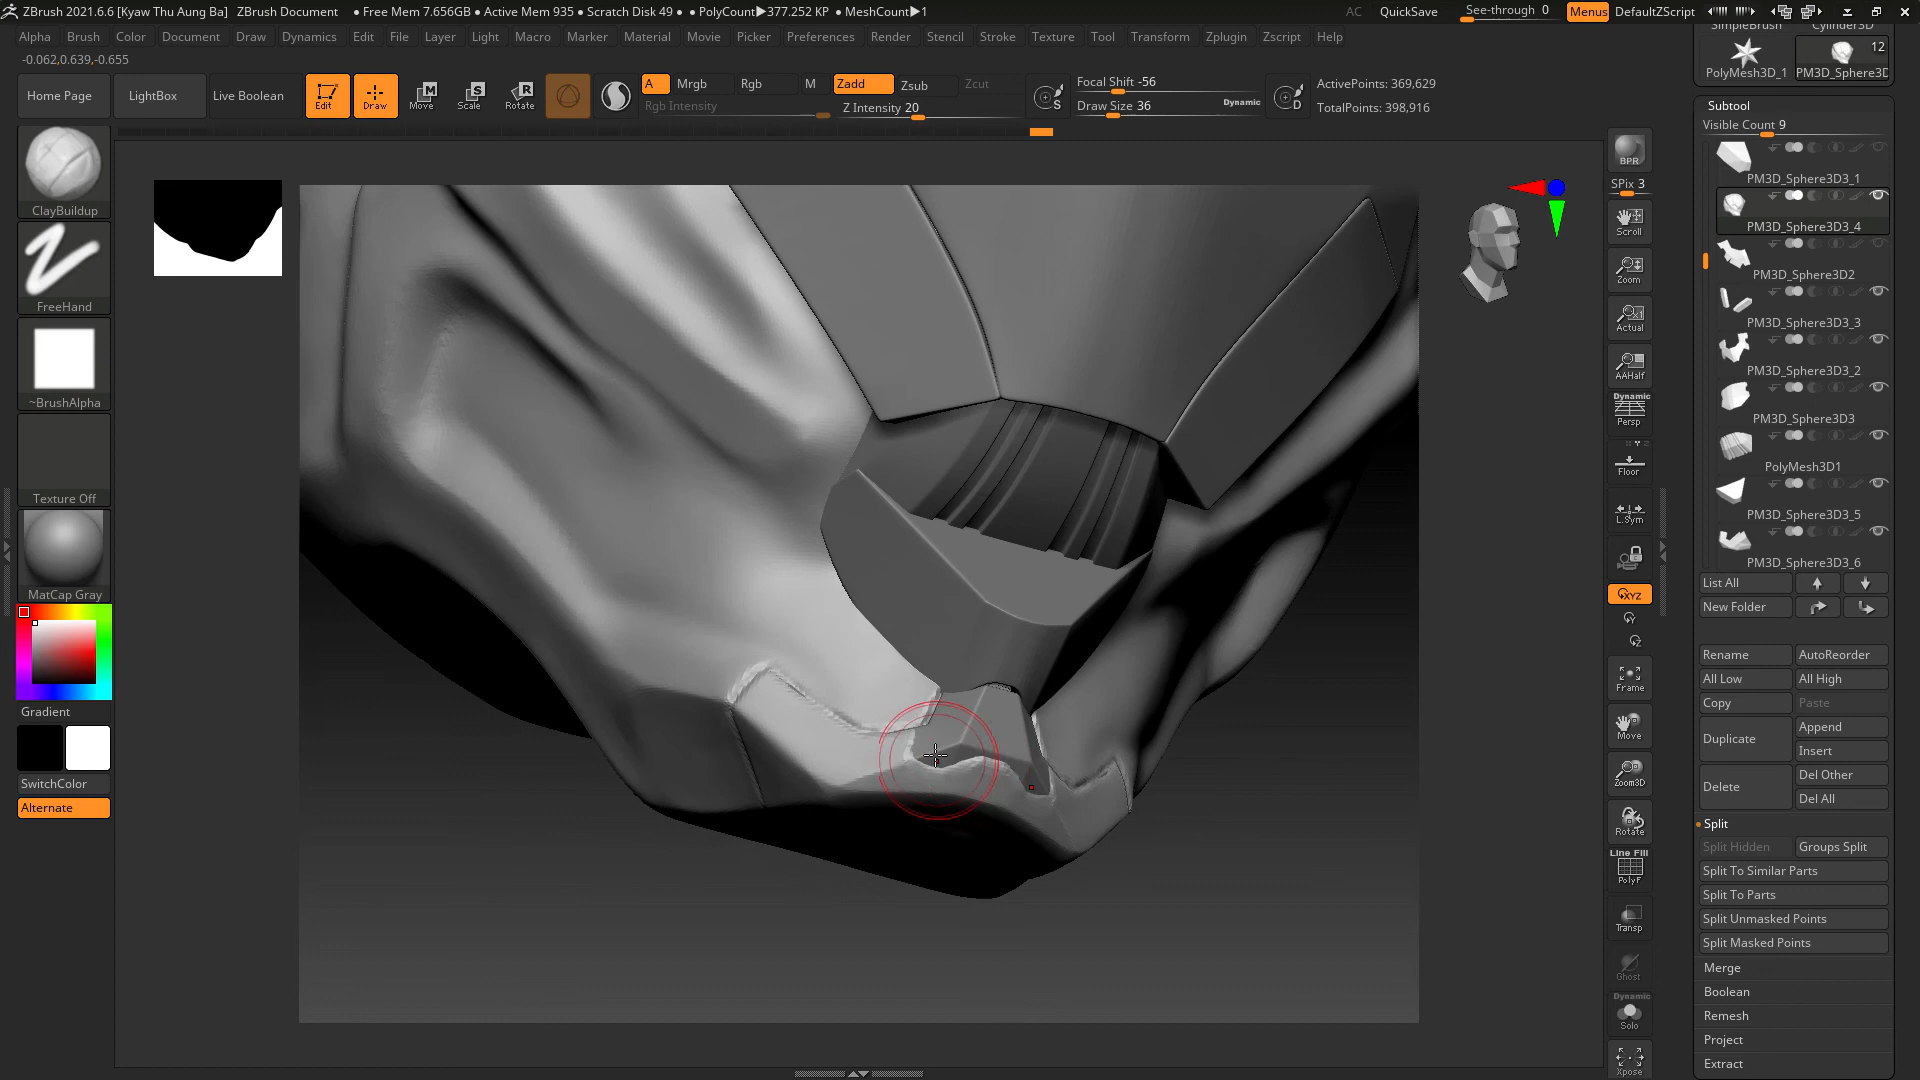 ZBrush 2021.6.6 [Kyaw Thu Aung Ba] ZBrush Document ● Free Mem 7.656GB ● Active Mem 935 ● Scratch Disk 49 ● PolyCount▶377.252 KP ● MeshCount▶1
AC QuickSave See-through 0 Menus DefaultZScript
Alpha Brush Color Document Draw Dynamics Edit File Layer Light Macro Marker Material Movie Picker Preferences Render Stencil Stroke Texture Tool Transform Zplugin Zscript Help
-0.062,0.639,-0.655
Home Page
LightBox
Live Boolean
Edit
Draw
Move
Scale
Rotate
A Mrgb Rgb M Zadd Zsub Zcut
Rgb Intensity Z Intensity 20
S
Focal Shift -56
Draw Size 36 Dynamic
D
ActivePoints: 369,629
TotalPoints: 398,916
ClayBuildup
FreeHand
~BrushAlpha
Texture Off
MatCap Gray
Gradient
SwitchColor
Alternate
BPR
SPix 3
Scroll
Zoom
Actual
AAHalf
Dynamic
Persp
Floor
L.Sym
XYZ
Frame
Move
Zoom3D
Rotate
Line Fill
PolyF
Transp
Ghost
Dynamic
Solo
Xpose
SimpleBrush Cylinder3D
12
PolyMesh3D_1 PM3D_Sphere3D
Subtool
Visible Count 9
PM3D_Sphere3D3_1
PM3D_Sphere3D3_4
PM3D_Sphere3D2
PM3D_Sphere3D3_3
PM3D_Sphere3D3_2
PM3D_Sphere3D3
PolyMesh3D1
PM3D_Sphere3D3_5
PM3D_Sphere3D3_6
List All
New Folder
Rename AutoReorder
All Low All High
Copy Paste
Duplicate Append
Insert
Delete Del Other
Del All
Split
Split Hidden Groups Split
Split To Similar Parts
Split To Parts
Split Unmasked Points
Split Masked Points
Merge
Boolean
Remesh
Project
Extract